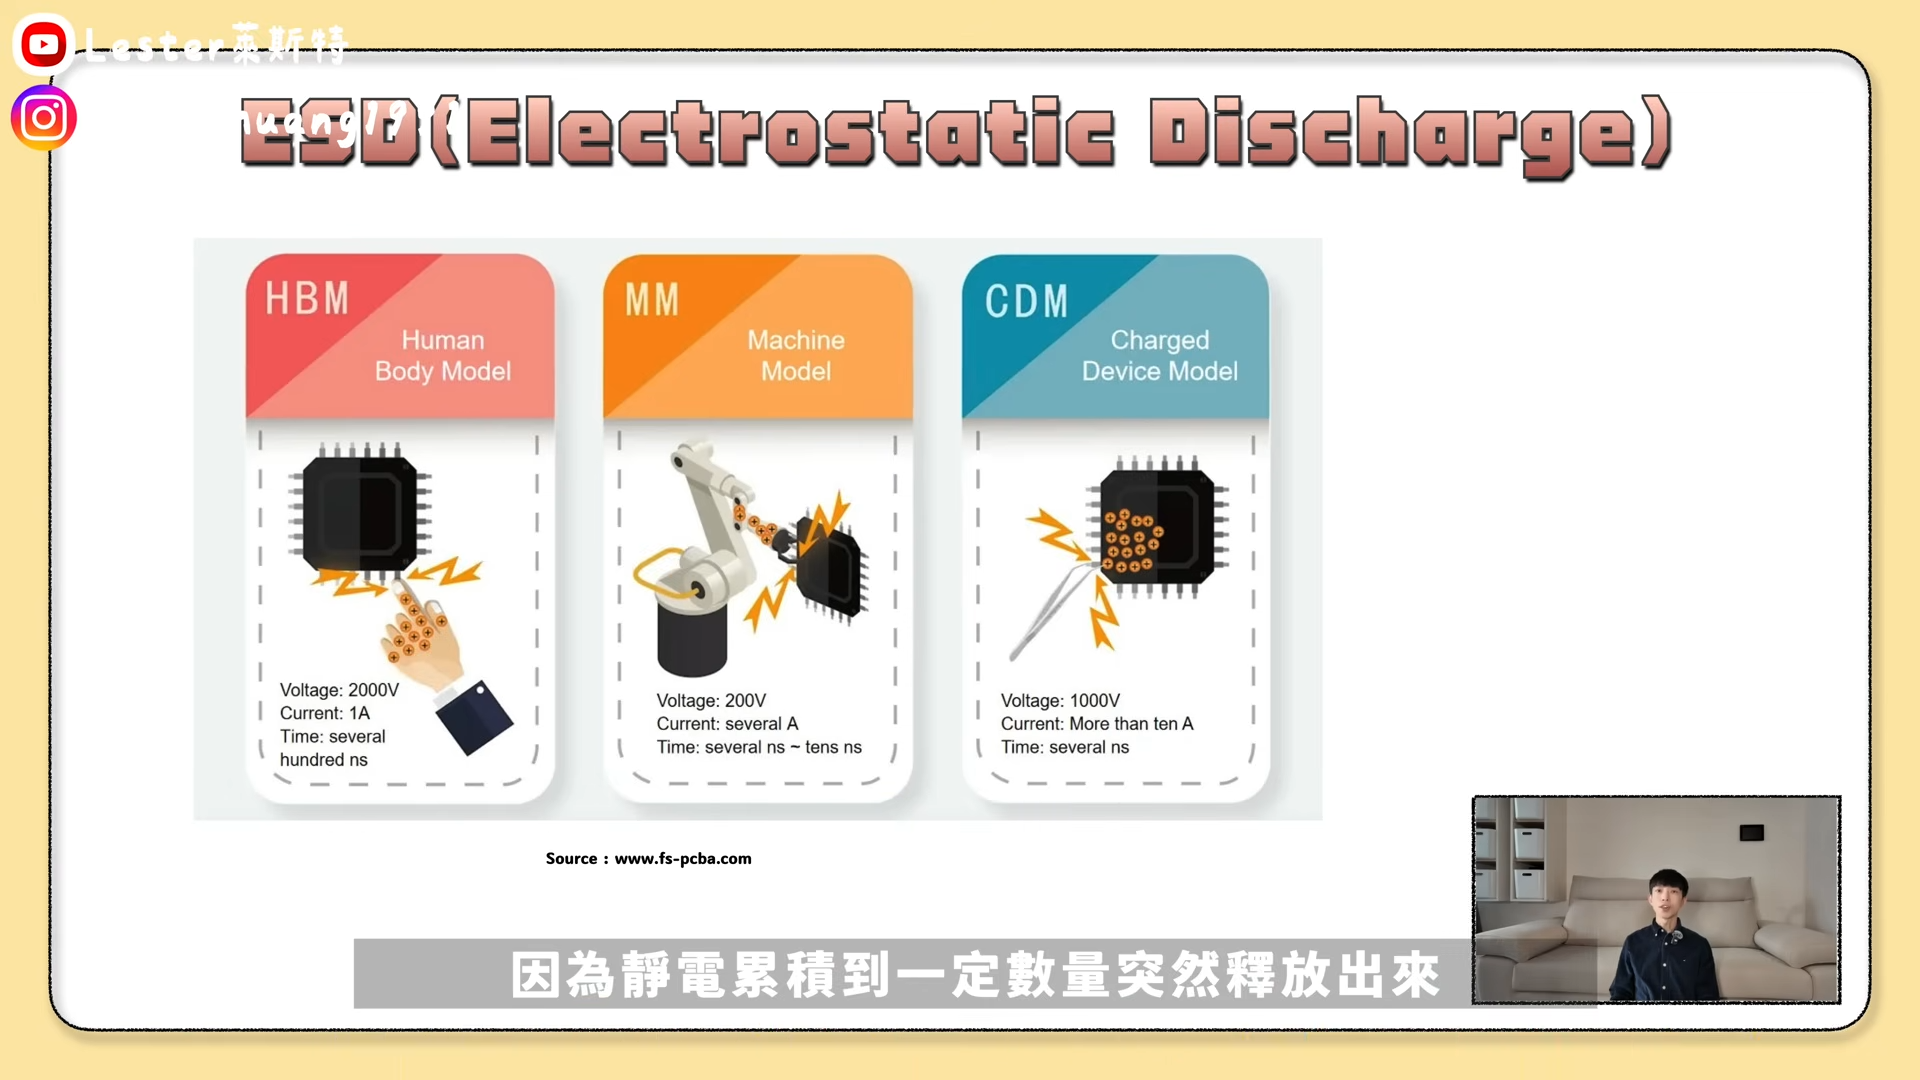 Lester萊斯特
ESD(Electrostatic Discharge)
HBM
Human
Body Model
Voltage: 2000V
Current: 1A
Time: several
hundred ns
MM
Machine
Model
Voltage: 200V
Current: several A
Time: several ns ~ tens ns
CDM
Charged
Device Model
Voltage: 1000V
Current: More than ten A
Time: several ns
Source : www.fs-pcba.com
因為靜電累積到一定數量突然釋放出來